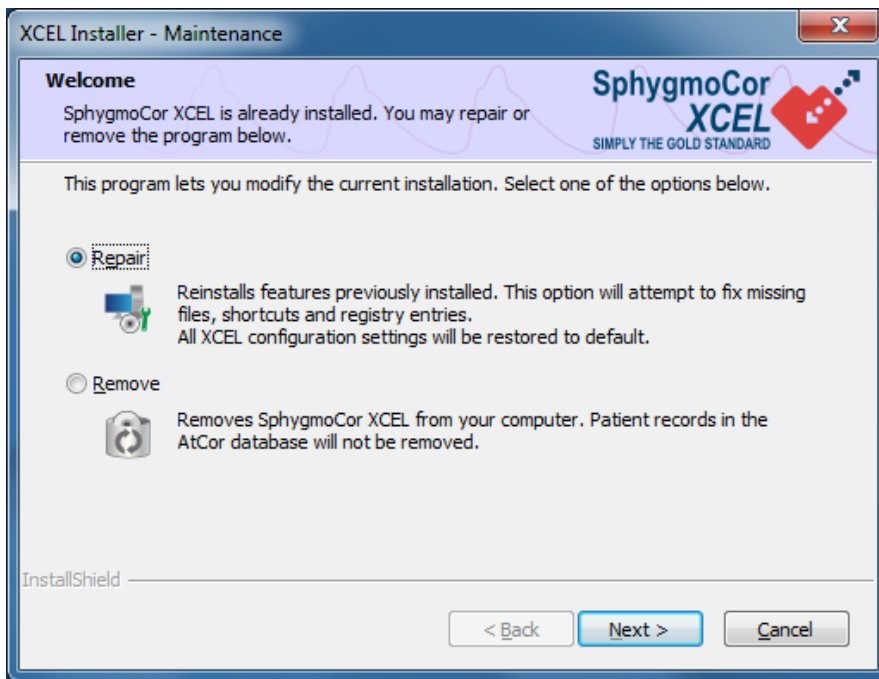 XCEL Installer - Maintenance
Welcome
SphygmoCor XCEL is already installed. You may repair or
remove the program below.
SphygmoCor
XCEL
SIMPLY THE GOLD STANDARD
This program lets you modify the current installation. Select one of the options below.
Repair
Reinstalls features previously installed. This option will attempt to fix missing
files, shortcuts and registry entries.
All XCEL configuration settings will be restored to default.
Remove
Removes SphygmoCor XCEL from your computer. Patient records in the
AtCor database will not be removed.
InstallShield
< Back Next > Cancel